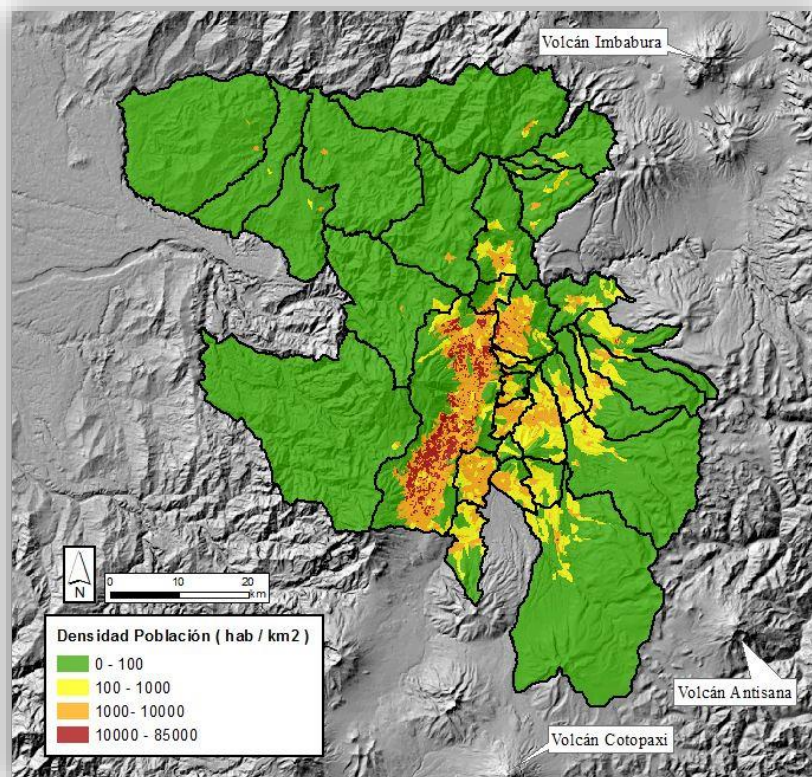 Volcán Imbabura
N
0 10 20
km
Densidad Población ( hab / km2 )
0 - 100
100 - 1000
1000- 10000
10000 - 85000
Volcán Antisana
Volcán Cotopaxi